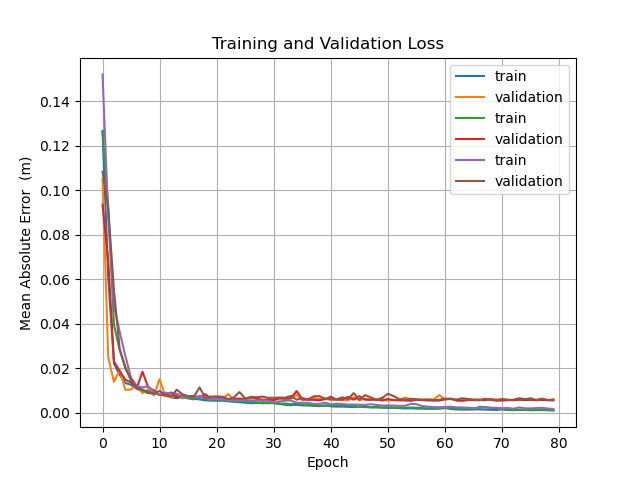 Training and Validation Loss
train
validation
train
validation
train
validation
0.14
0.12
0.10
0.08
0.06
0.04
0.02
0.00
Mean Absolute Error  (m)
0 10 20 30 40 50 60 70 80
Epoch